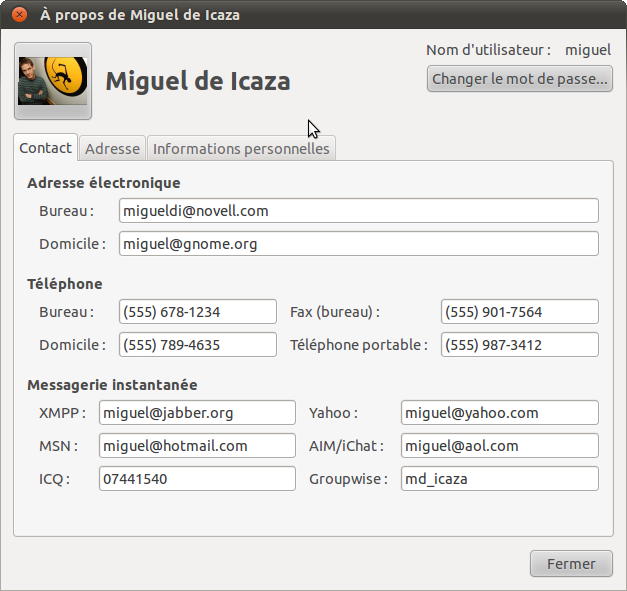 À propos de Miguel de Icaza
Nom d'utilisateur : miguel
Miguel de Icaza
Changer le mot de passe...
Contact Adresse Informations personnelles
Adresse électronique
Bureau : migueldi@novell.com
Domicile : miguel@gnome.org
Téléphone
Bureau : (555) 678-1234 Fax (bureau) : (555) 901-7564
Domicile : (555) 789-4635 Téléphone portable : (555) 987-3412
Messagerie instantanée
XMPP : miguel@jabber.org Yahoo : miguel@yahoo.com
MSN : miguel@hotmail.com AIM/iChat : miguel@aol.com
ICQ : 07441540 Groupwise : md_icaza
Fermer